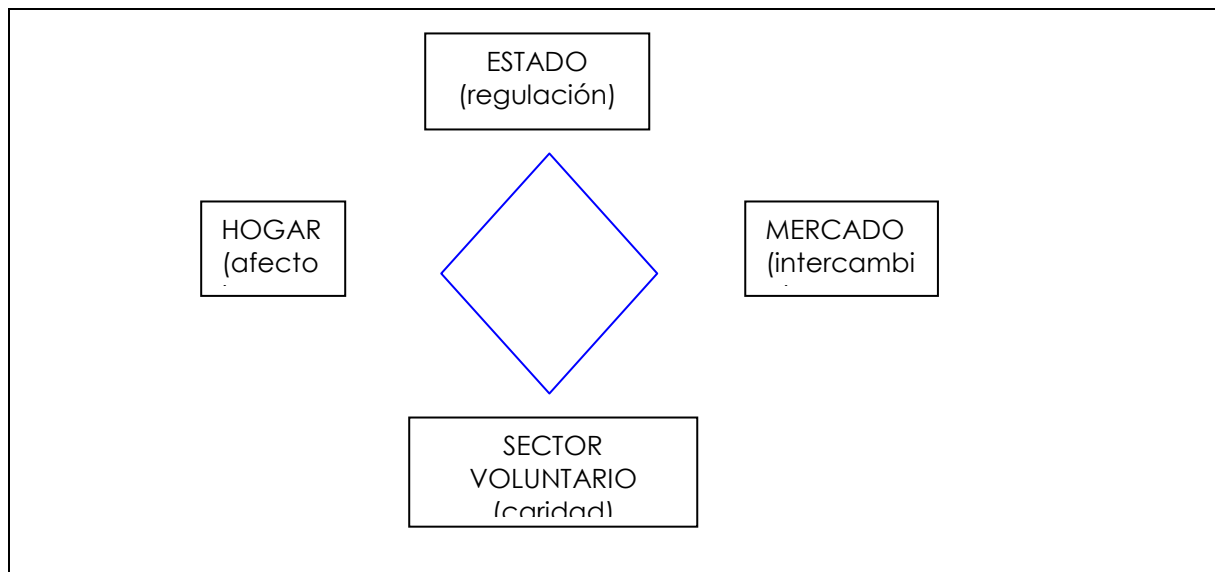 ESTADO
(regulación)
HOGAR
(afecto
MERCADO
(intercambi
SECTOR
VOLUNTARIO
(caridad)